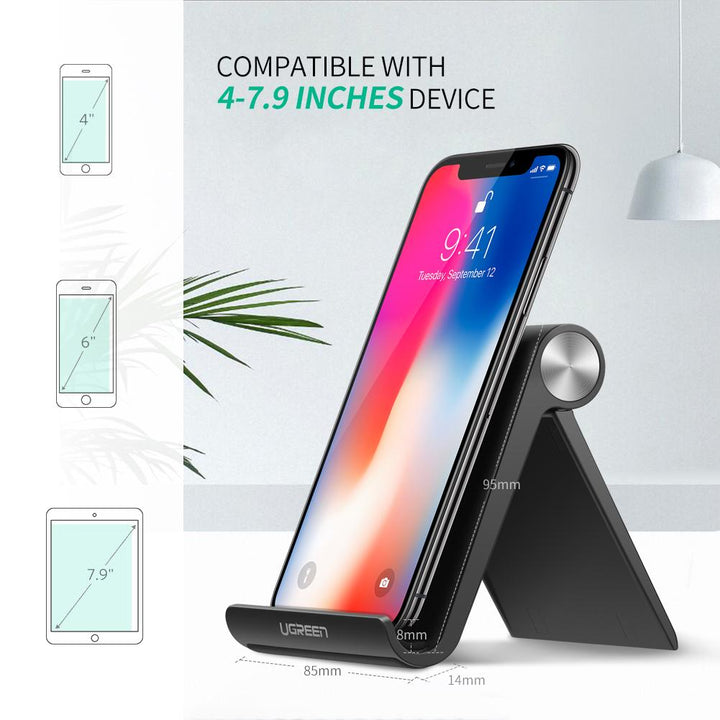 COMPATIBLE WITH
4-7.9 INCHES DEVICE
4"
6"
7.9"
9:41
Tuesday, September 12
95mm
UGREEN
8mm
85mm
14mm